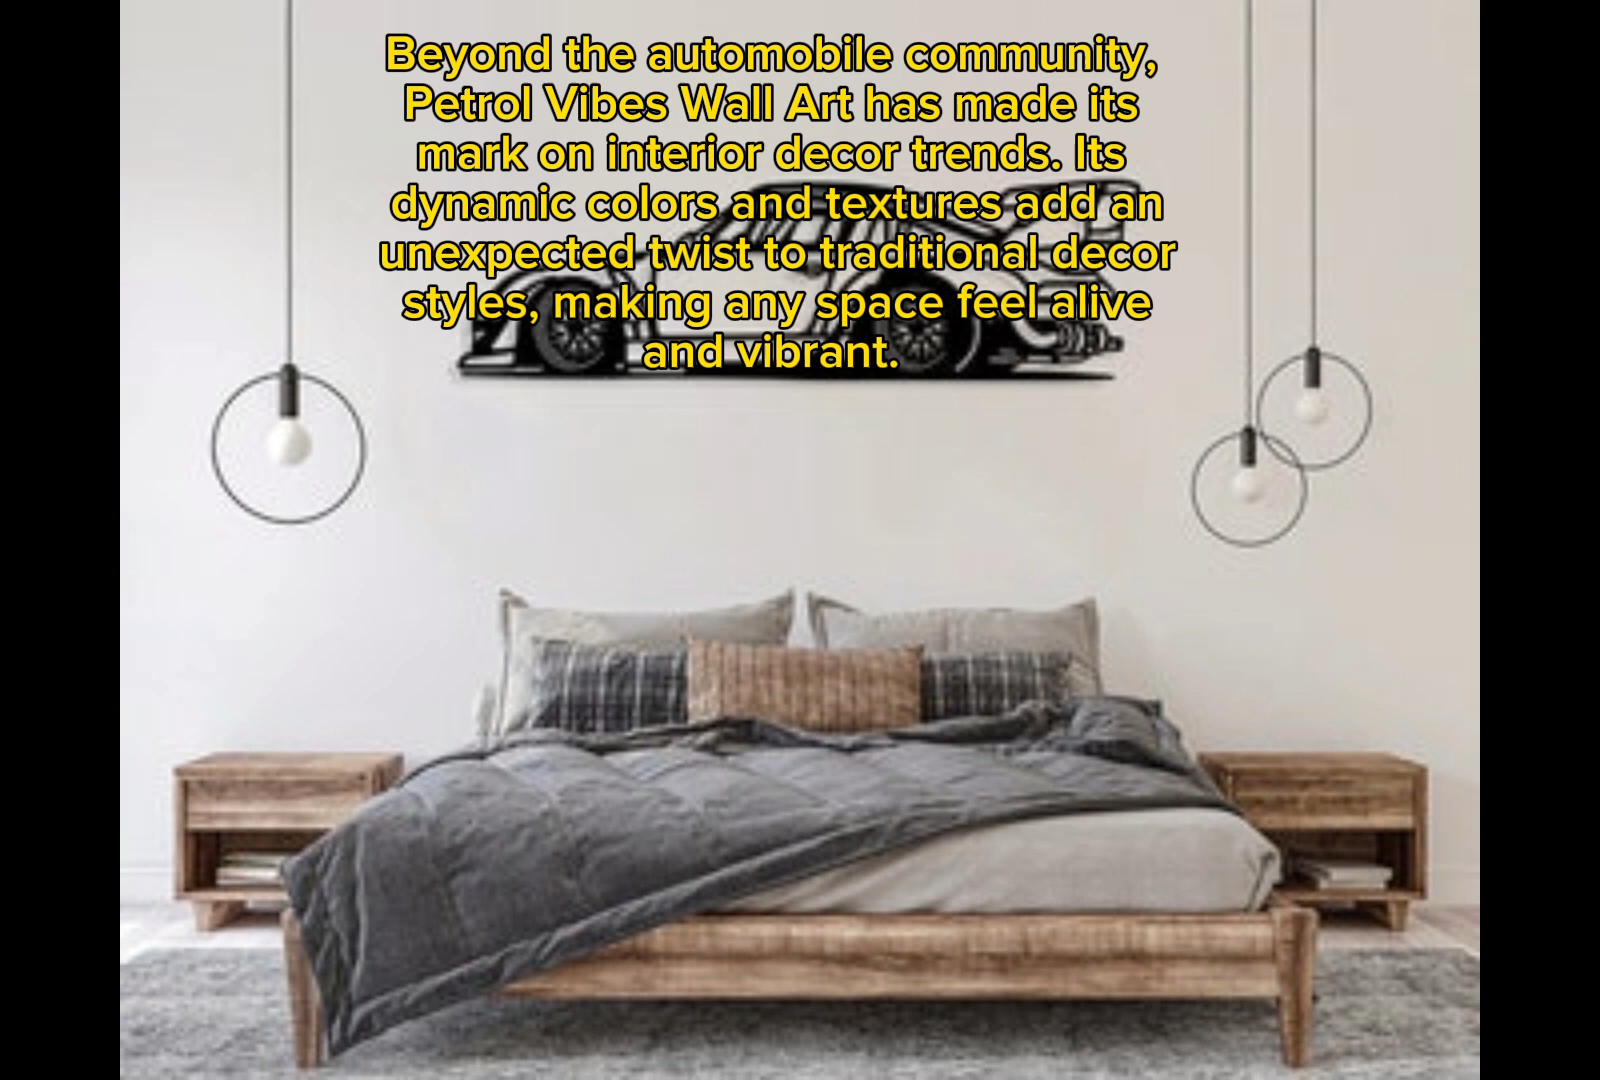 Beyond the automobile community,
Petrol Vibes Wall Art has made its
mark on interior decor trends. Its
dynamic colors and textures add an
unexpected twist to traditional decor
styles, making any space feel alive
and vibrant.